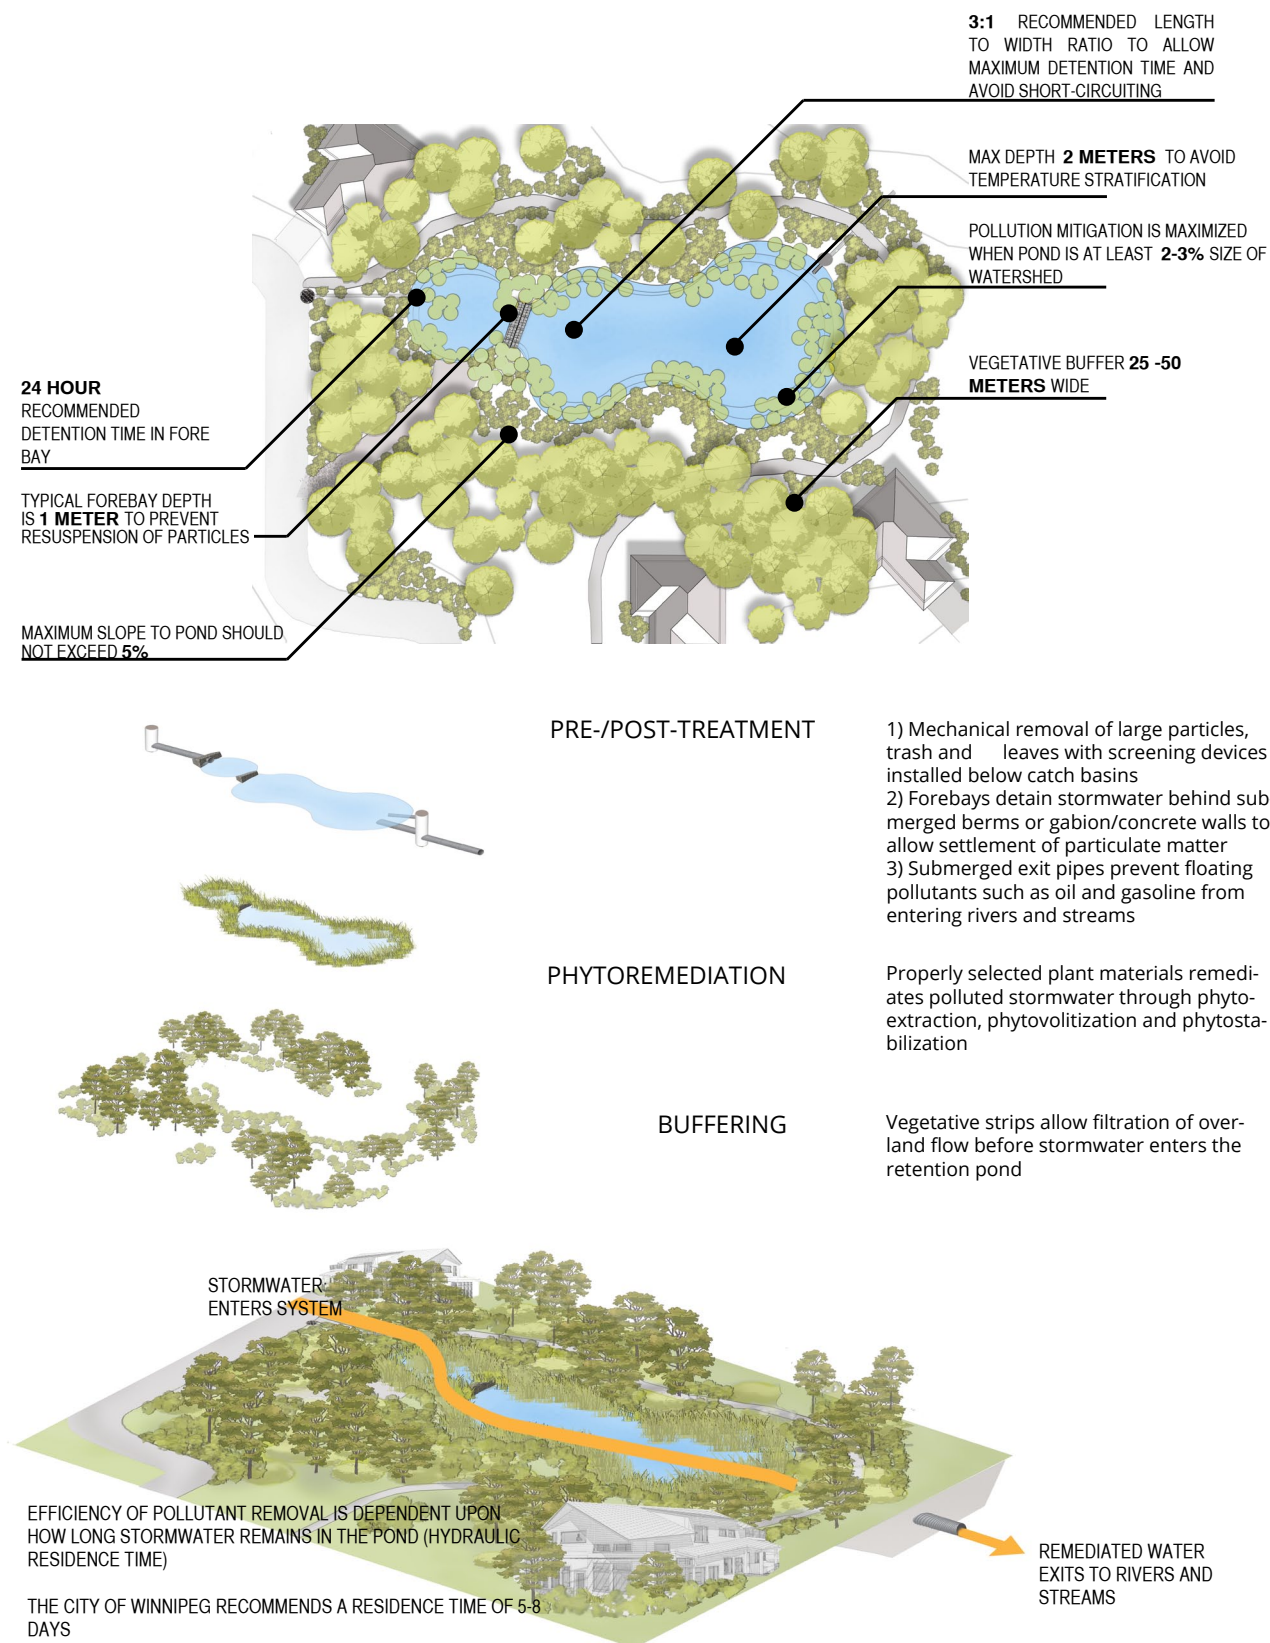 3:1 RECOMMENDED LENGTH
TO WIDTH RATIO TO ALLOW
MAXIMUM DETENTION TIME AND
AVOID SHORT-CIRCUITING
MAX DEPTH 2 METERS TO AVOID
TEMPERATURE STRATIFICATION
POLLUTION MITIGATION IS MAXIMIZED
WHEN POND IS AT LEAST 2-3% SIZE OF
WATERSHED
VEGETATIVE BUFFER 25 -50
METERS WIDE
24 HOUR
RECOMMENDED
DETENTION TIME IN FORE
BAY
TYPICAL FOREBAY DEPTH
IS 1 METER TO PREVENT
RESUSPENSION OF PARTICLES
MAXIMUM SLOPE TO POND SHOULD
NOT EXCEED 5%
PRE-/POST-TREATMENT
1) Mechanical removal of large particles,
trash and leaves with screening devices
installed below catch basins
2) Forebays detain stormwater behind sub
merged berms or gabion/concrete walls to
allow settlement of particulate matter
3) Submerged exit pipes prevent floating
pollutants such as oil and gasoline from
entering rivers and streams
PHYTOREMEDIATION
Properly selected plant materials remedi-
ates polluted stormwater through phyto-
extraction, phytovolitization and phytosta-
bilization
BUFFERING
Vegetative strips allow filtration of over-
land flow before stormwater enters the
retention pond
STORMWATER
ENTERS SYSTEM
EFFICIENCY OF POLLUTANT REMOVAL IS DEPENDENT UPON
HOW LONG STORMWATER REMAINS IN THE POND (HYDRAULIC
RESIDENCE TIME)
THE CITY OF WINNIPEG RECOMMENDS A RESIDENCE TIME OF 5-8
DAYS
REMEDIATED WATER
EXITS TO RIVERS AND
STREAMS